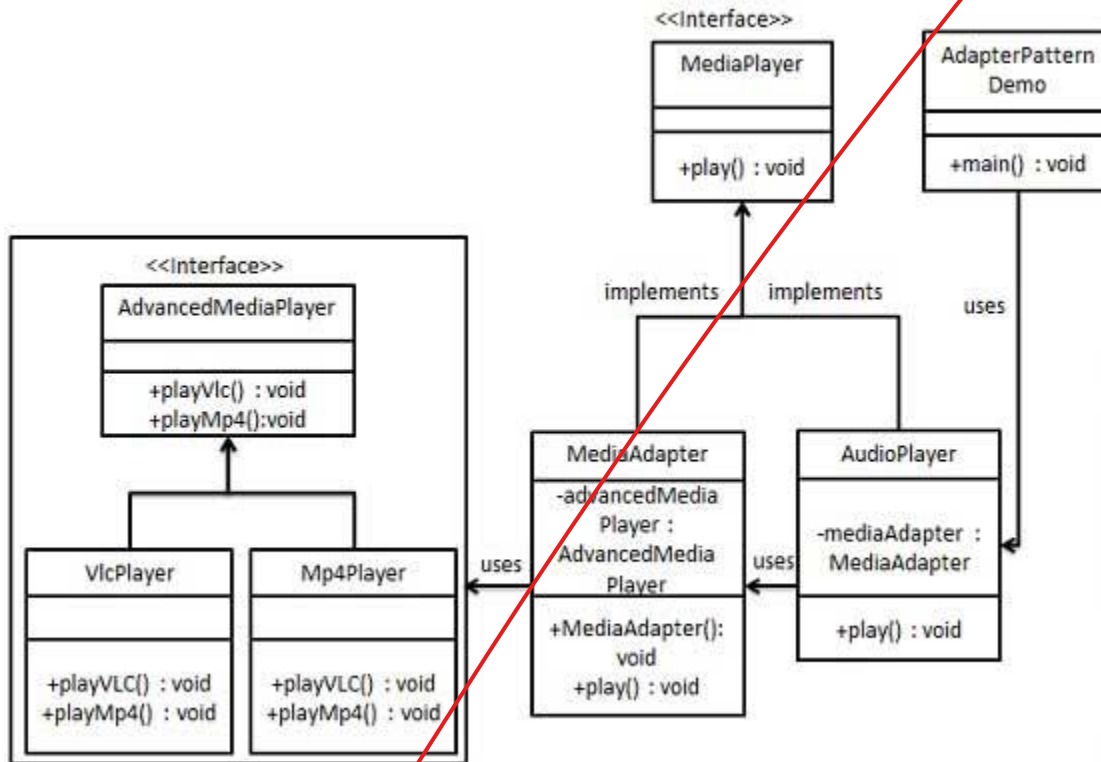 <<Interface>>
MediaPlayer
+play() : void
AdapterPattern
Demo
+main() : void
implements
implements
uses
<<Interface>>
AdvancedMediaPlayer
+playVlc() : void
+playMp4():void
VlcPlayer
+playVLC() : void
+playMp4() : void
Mp4Player
+playVLC() : void
+playMp4() : void
uses
MediaAdapter
-advancedMedia
Player :
AdvancedMedia
Player
+MediaAdapter():
void
+play() : void
uses
AudioPlayer
-mediaAdapter :
MediaAdapter
+play() : void